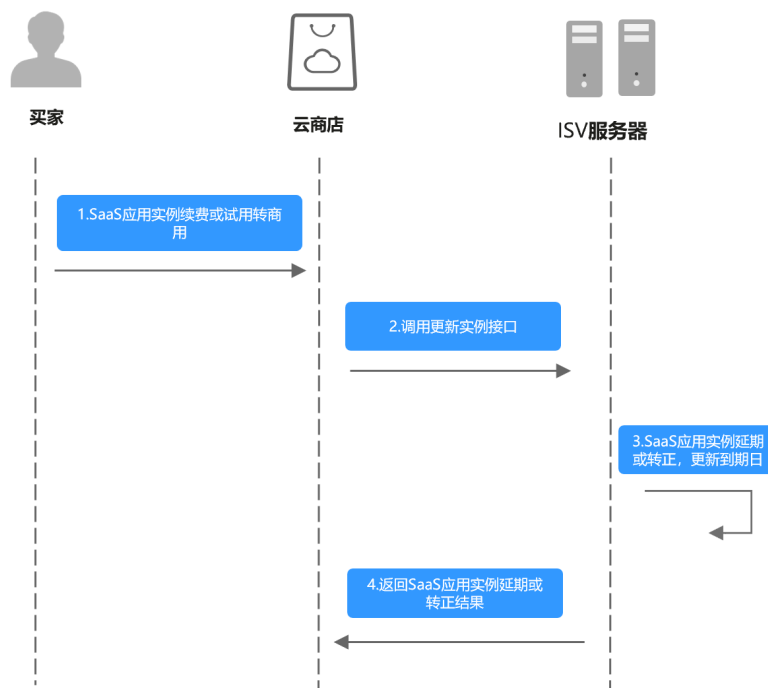 买家
云商店
ISV服务器
1.SaaS应用实例续费或试用转商
用
2.调用更新实例接口
3.SaaS应用实例延期
或转正，更新到期日
4.返回SaaS应用实例延期或
转正结果